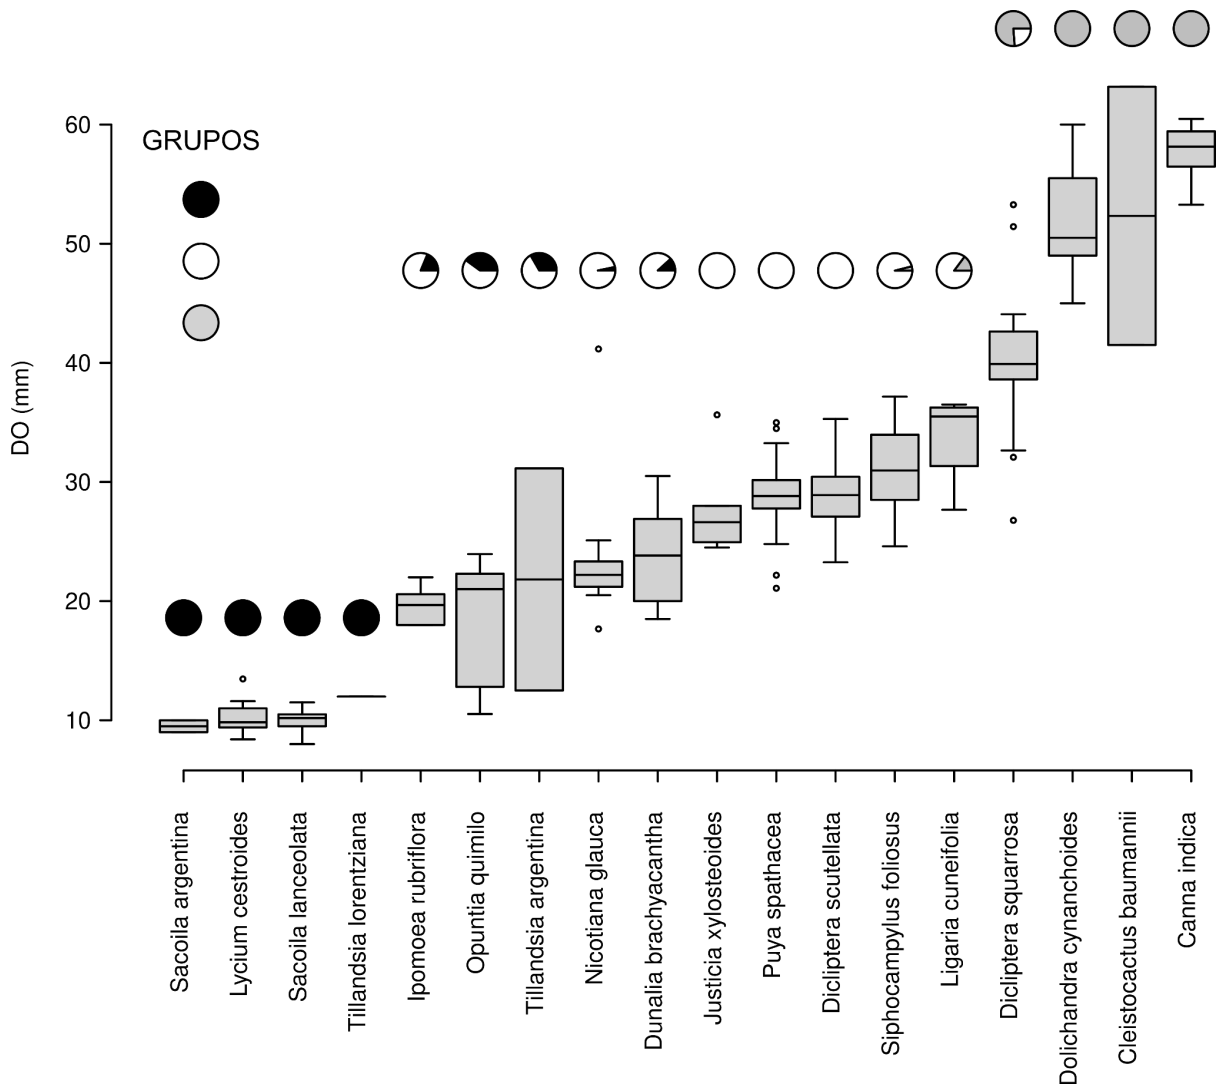 GRUPOS
60
50
40
30
20
10
DO (mm)
Sacoila argentina
Lycium cestroides
Sacoila lanceolata
Tillandsia lorentziana
Ipomoea rubriflora
Opuntia quimilo
Tillandsia argentina
Nicotiana glauca
Dunalia brachyacantha
Justicia xylosteoides
Puya spathacea
Dicliptera scutellata
Siphocampylus foliosus
Ligaria cuneifolia
Dicliptera squarrosa
Dolichandra cynanchoides
Cleistocactus baumannii
Canna indica